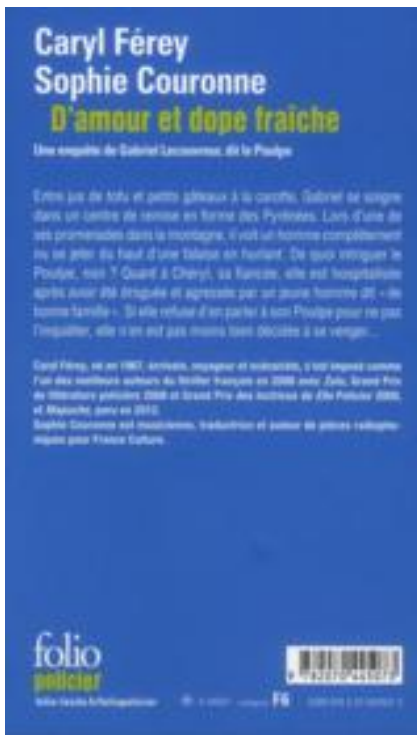 Caryl Férey
Sophie Couronne
D'amour et dope fraîche
Une enquête de Gabriel Lecouvreur, dit le Poulpe
Entre jus de tofu et petits gâteaux à la carotte, Gabriel se soigne
dans un centre de remise en forme des Pyrénées. Lors d'une de
ses promenades dans la montagne, il voit un homme complètement
nu se jeter du haut d'une falaise en hurlant. De quoi intriguer le
Poulpe, non ? Quant à Cheryl, sa fiancée, elle est hospitalisée
après avoir été droguée et agressée par un jeune homme dit « de
bonne famille ». Si elle refuse d'en parler à son Poulpe pour ne pas
l'inquiéter, elle n'en est pas moins bien décidée à se venger...
Caryl Férey, né en 1967, écrivain, voyageur et scénariste, s'est imposé comme
l'un des meilleurs auteurs du thriller français en 2008 avec Zulu, Grand Prix
de littérature policière 2008 et Grand Prix des lectrices de Elle Policier 2009,
et Mapuche, paru en 2012.
Sophie Couronne est musicienne, traductrice et auteur de pièces radiopho-
niques pour France Culture.
folio
policier
F6